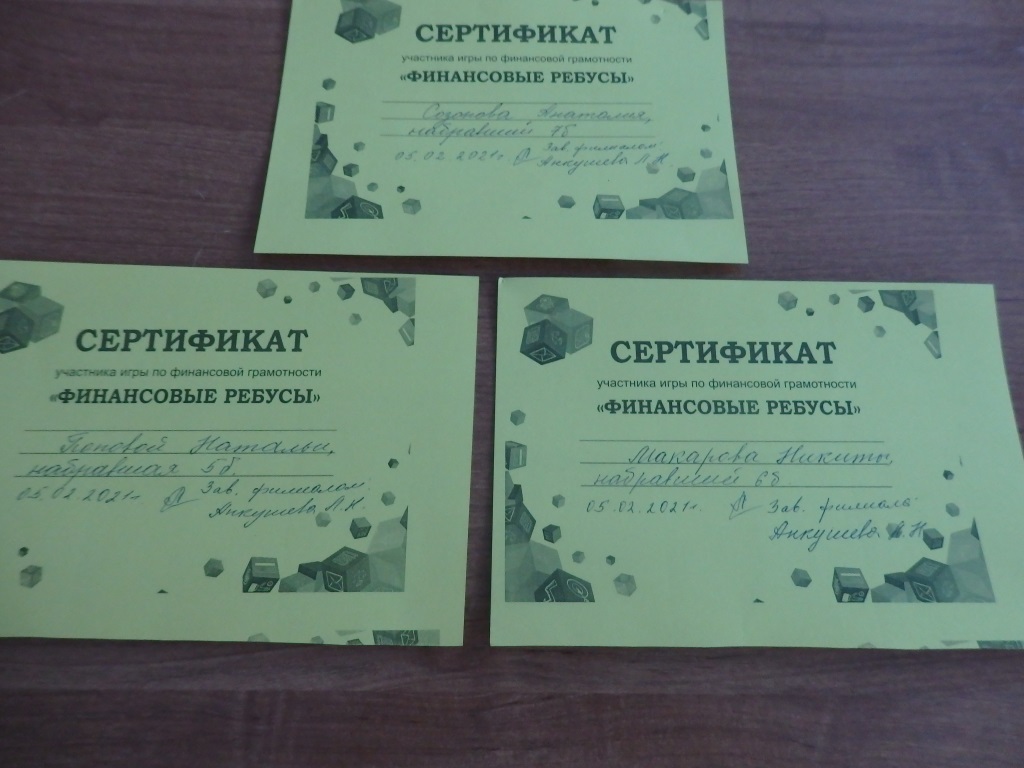 СЕРТИФИКАТ
участника игры по финансовой грамотности
«ФИНАНСОВЫЕ РЕБУСЫ»
Созонова Анатолия,
набравший 7б
05.02.2021г Зав. филиалом:
Анкушева Л.Н.
СЕРТИФИКАТ
участника игры по финансовой грамотности
«ФИНАНСОВЫЕ РЕБУСЫ»
Поповой Натальи,
набравшая 5б.
05.02.2021г Зав. филиалом:
Анкушева Л.Н.
СЕРТИФИКАТ
участника игры по финансовой грамотности
«ФИНАНСОВЫЕ РЕБУСЫ»
Макарова Никиты,
набравший 6б
05.02.2021г. Зав. филиала:
Анкушева Л.Н